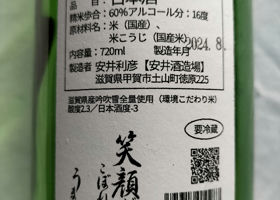 品目:日本酒
精米歩合:60%アルコール分:16度
原材料名:米(国産)、
米こうじ(国産米)
内容量:720ml 製造年月 2024.8.
製造者 安井利彦【安井酒造場】
滋賀県甲賀市土山町徳原225
滋賀県産吟吹雪全量使用(環境こだわり米)
酸度2.3/日本酒度-3
要冷蔵
笑顔
こぼれ